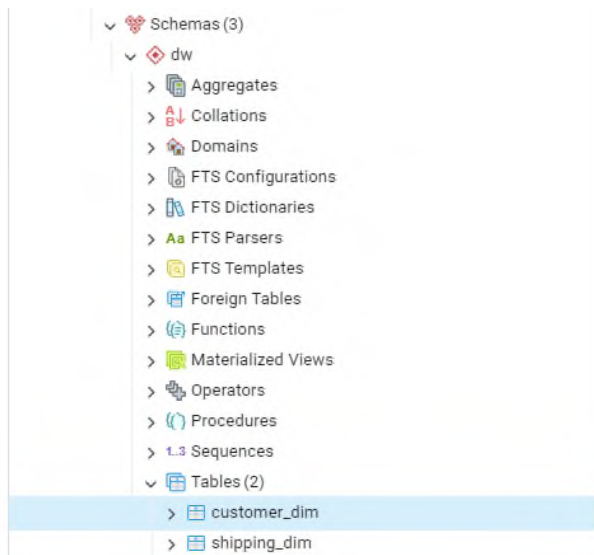 Schemas (3)
dw
Aggregates
Collations
Domains
FTS Configurations
FTS Dictionaries
Aa FTS Parsers
FTS Templates
Foreign Tables
Functions
Materialized Views
Operators
Procedures
1..3 Sequences
Tables (2)
customer_dim
shipping_dim